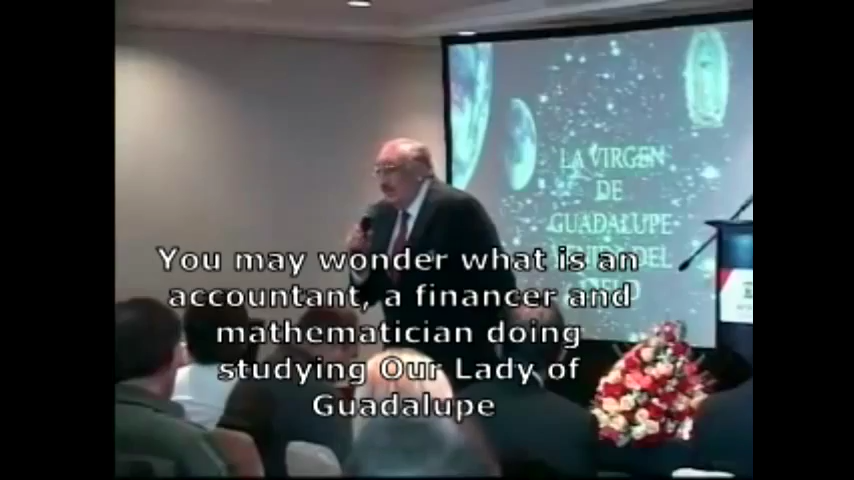 LA VIRGEN
DE
GUADALUPE
DEL
You may wonder what is an
accountant, a financer and
mathematician doing
studying Our Lady of
Guadalupe